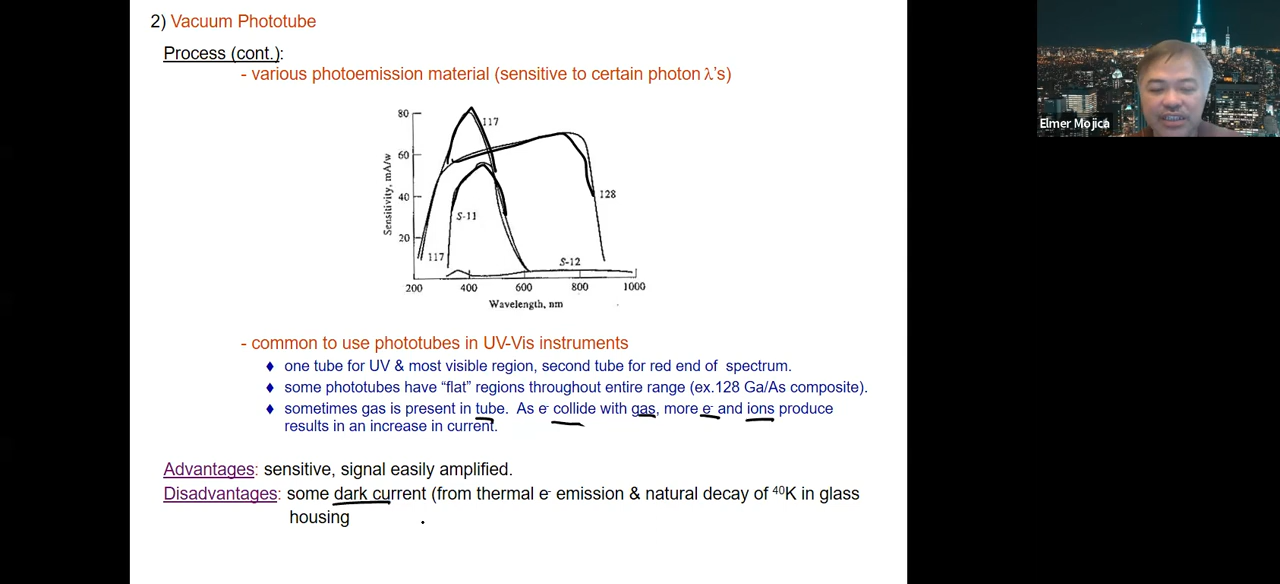 2) Vacuum Phototube
Process (cont.):
- various photoemission material (sensitive to certain photon λ's)
80
60
40
20
Sensitivity, mA/w
117
128
S-11
117
S-12
200 400 600 800 1000
Wavelength, nm
- common to use phototubes in UV-Vis instruments
♦ one tube for UV & most visible region, second tube for red end of spectrum.
♦ some phototubes have “flat” regions throughout entire range (ex.128 Ga/As composite).
♦ sometimes gas is present in tube. As e⁻ collide with gas, more e⁻ and ions produce
results in an increase in current.
Advantages: sensitive, signal easily amplified.
Disadvantages: some dark current (from thermal e⁻ emission & natural decay of ⁴⁰K in glass
housing
Elmer Mojica